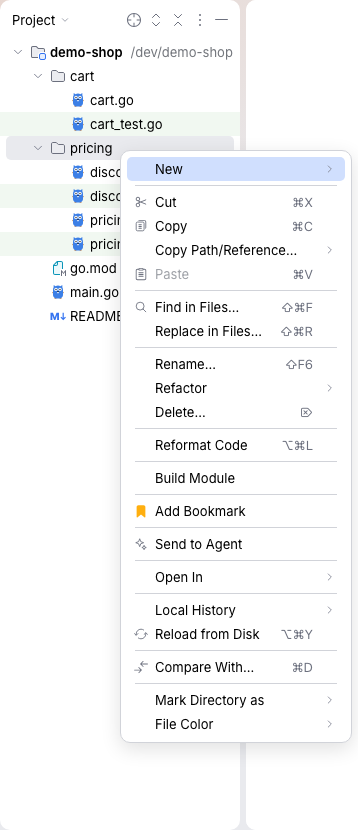 Project
demo-shop /dev/demo-shop
cart
cart.go
cart_test.go
pricing
go.mod
main.go
New
Cut ⌘X
Copy ⌘C
Copy Path/Reference...
Paste ⌘V
Find in Files... ⇧⌘F
Replace in Files... ⇧⌘R
Rename... ⇧F6
Refactor
Delete... ⌦
Reformat Code ⌥⌘L
Build Module
Add Bookmark
Send to Agent
Open In
Local History
Reload from Disk ⌥⌘Y
Compare With... ⌘D
Mark Directory as
File Color